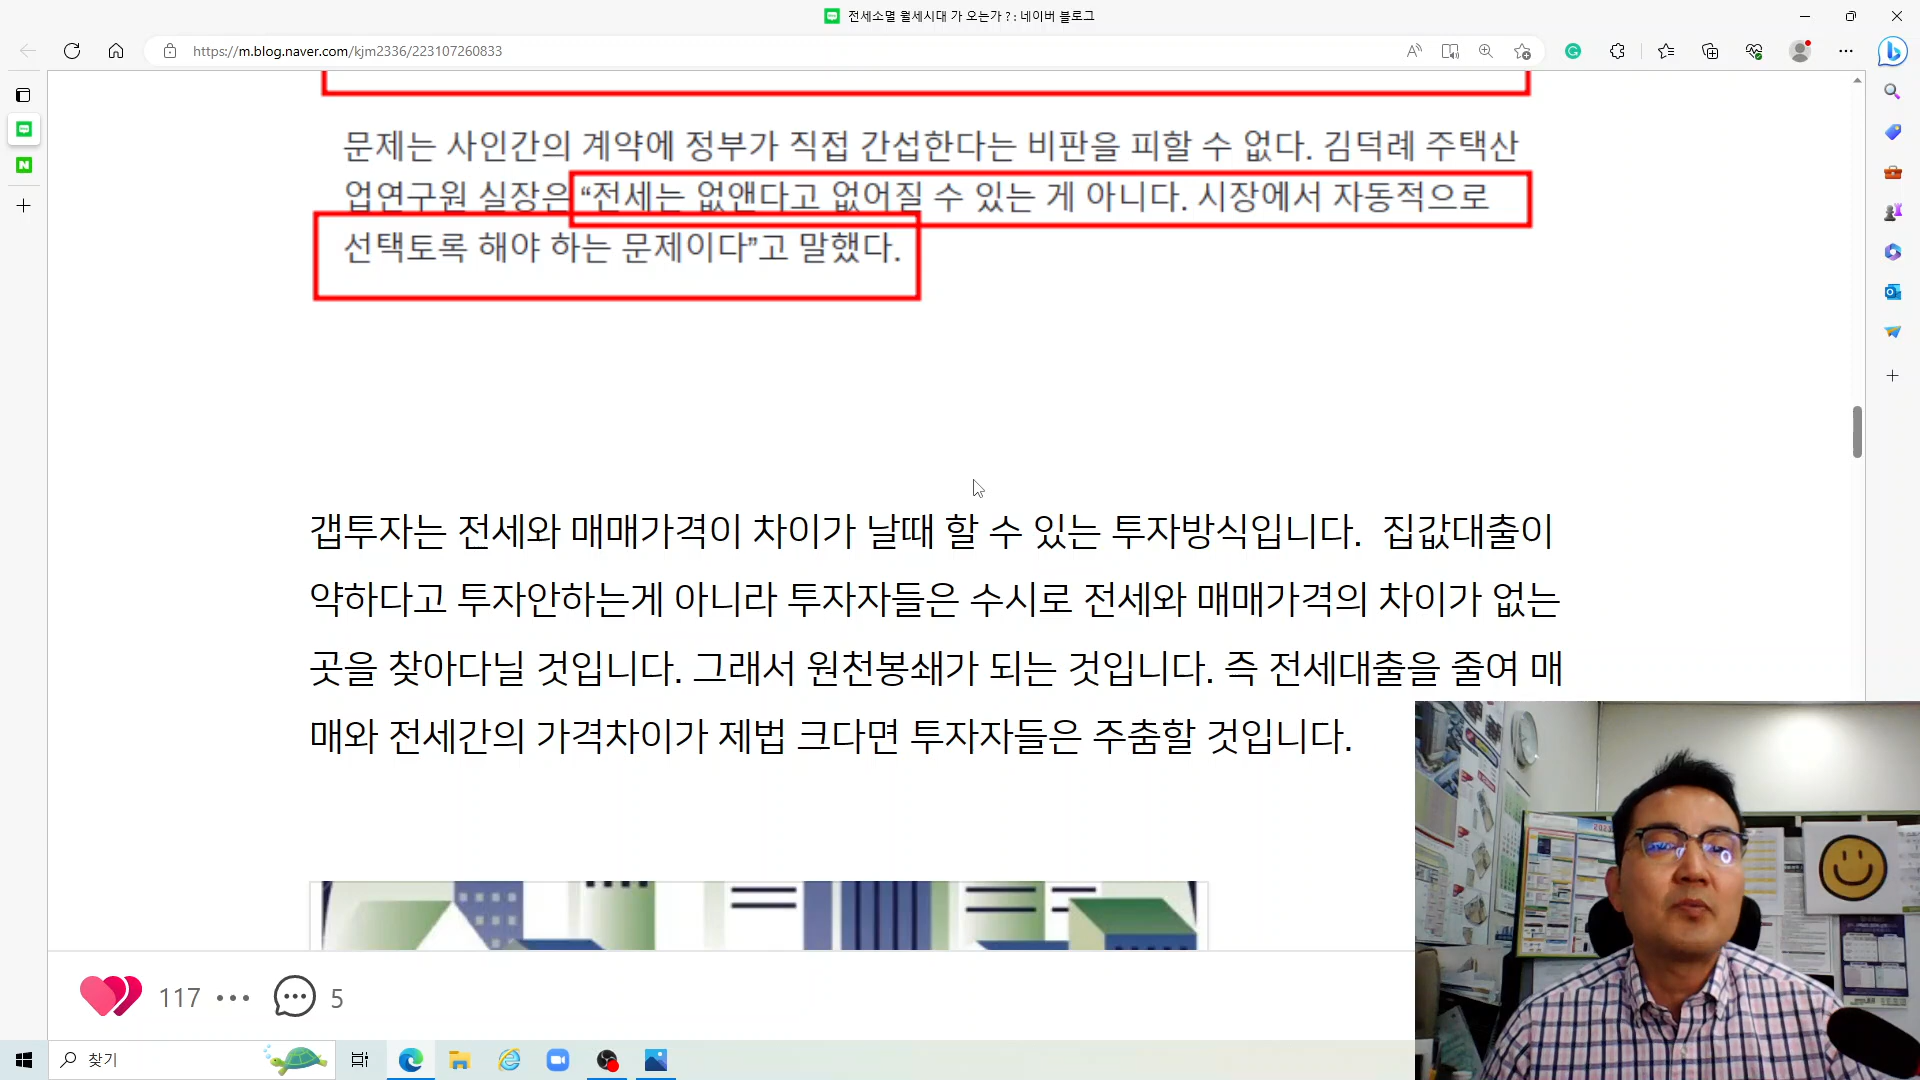 전세소멸 월세시대 가 오는가 ? : 네이버 블로그
https://m.blog.naver.com/kjm2336/223107260833
문제는 사인간의 계약에 정부가 직접 간섭한다는 비판을 피할 수 없다. 김덕례 주택산
업연구원 실장은 “전세는 없앤다고 없어질 수 있는 게 아니다. 시장에서 자동적으로
선택토록 해야 하는 문제이다”고 말했다.
갭투자는 전세와 매매가격이 차이가 날때 할 수 있는 투자방식입니다. 집값대출이
약하다고 투자안하는게 아니라 투자자들은 수시로 전세와 매매가격의 차이가 없는
곳을 찾아다닐 것입니다. 그래서 원천봉쇄가 되는 것입니다. 즉 전세대출을 줄여 매
매와 전세간의 가격차이가 제법 크다면 투자자들은 주춤할 것입니다.
117 ••• 5
찾기